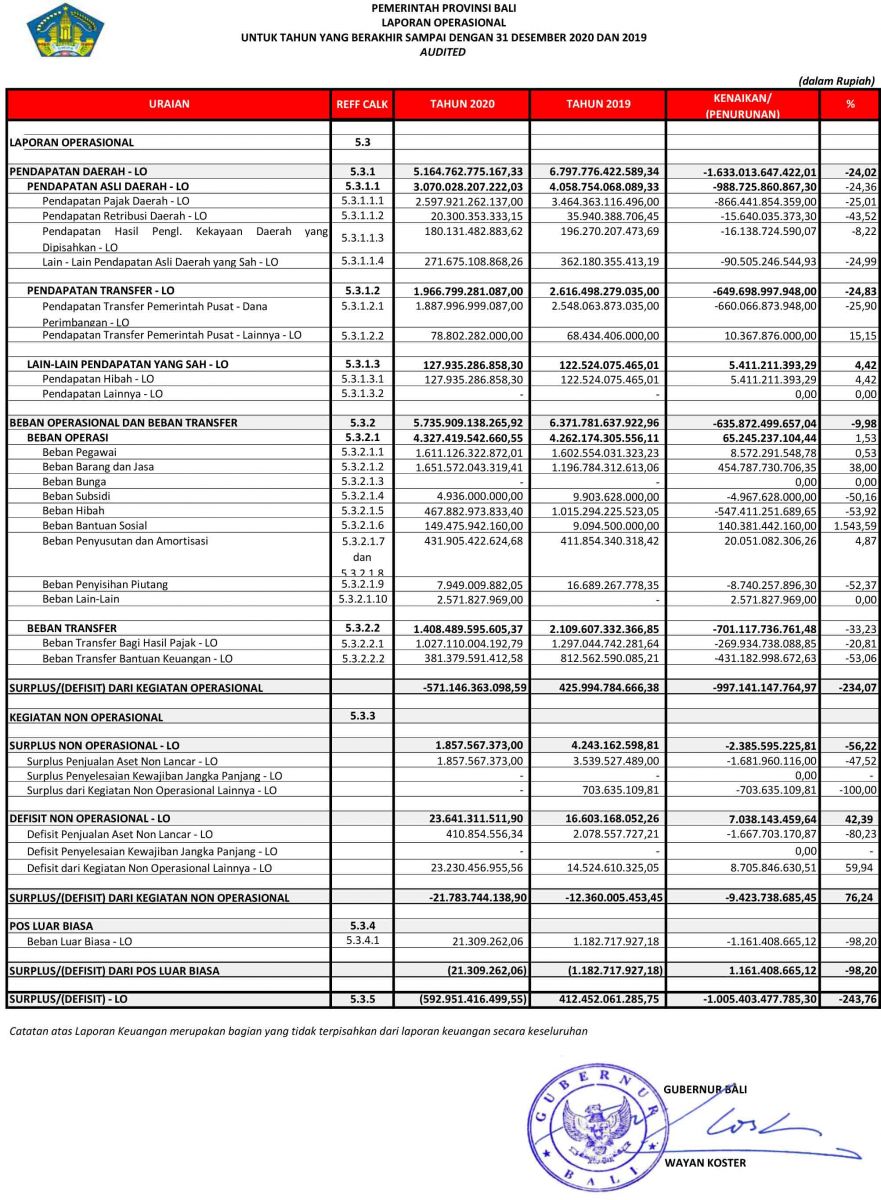 PEMERINTAH PROVINSI BALI
LAPORAN OPERASIONAL
UNTUK TAHUN YANG BERAKHIR SAMPAI DENGAN 31 DESEMBER 2020 DAN 2019
AUDITED
(dalam Rupiah)
URAIAN REFF CALK TAHUN 2020 TAHUN 2019 KENAIKAN/ (PENURUNAN) %
LAPORAN OPERASIONAL 5.3
PENDAPATAN DAERAH - LO 5.3.1 5.164.762.775.167,33 6.797.776.422.589,34 -1.633.013.647.422,01 -24,02
PENDAPATAN ASLI DAERAH - LO 5.3.1.1 3.070.028.207.222,03 4.058.754.068.089,33 -988.725.860.867,30 -24,36
Pendapatan Pajak Daerah - LO 5.3.1.1.1 2.597.921.262.137,00 3.464.363.116.496,00 -866.441.854.359,00 -25,01
Pendapatan Retribusi Daerah - LO 5.3.1.1.2 20.300.353.333,15 35.940.388.706,45 -15.640.035.373,30 -43,52
Pendapatan Hasil Pengl. Kekayaan Daerah yang
Dipisahkan - LO 5.3.1.1.3 180.131.482.883,62 196.270.207.473,69 -16.138.724.590,07 -8,22
Lain - Lain Pendapatan Asli Daerah yang Sah - LO 5.3.1.1.4 271.675.108.868,26 362.180.355.413,19 -90.505.246.544,93 -24,99
PENDAPATAN TRANSFER - LO 5.3.1.2 1.966.799.281.087,00 2.616.498.279.035,00 -649.698.997.948,00 -24,83
Pendapatan Transfer Pemerintah Pusat - Dana 5.3.1.2.1 1.887.996.999.087,00 2.548.063.873.035,00 -660.066.873.948,00 -25,90
Perimbangan - LO
Pendapatan Transfer Pemerintah Pusat - Lainnya - LO 5.3.1.2.2 78.802.282.000,00 68.434.406.000,00 10.367.876.000,00 15,15
LAIN-LAIN PENDAPATAN YANG SAH - LO 5.3.1.3 127.935.286.858,30 122.524.075.465,01 5.411.211.393,29 4,42
Pendapatan Hibah - LO 5.3.1.3.1 127.935.286.858,30 122.524.075.465,01 5.411.211.393,29 4,42
Pendapatan Lainnya - LO 5.3.1.3.2 - - 0,00 0,00
BEBAN OPERASIONAL DAN BEBAN TRANSFER 5.3.2 5.735.909.138.265,92 6.371.781.637.922,96 -635.872.499.657,04 -9,98
BEBAN OPERASI 5.3.2.1 4.327.419.542.660,55 4.262.174.305.556,11 65.245.237.104,44 1,53
Beban Pegawai 5.3.2.1.1 1.611.126.322.872,01 1.602.554.031.323,23 8.572.291.548,78 0,53
Beban Barang dan Jasa 5.3.2.1.2 1.651.572.043.319,41 1.196.784.312.613,06 454.787.730.706,35 38,00
Beban Bunga 5.3.2.1.3 - - 0,00 0,00
Beban Subsidi 5.3.2.1.4 4.936.000.000,00 9.903.628.000,00 -4.967.628.000,00 -50,16
Beban Hibah 5.3.2.1.5 467.882.973.833,40 1.015.294.225.523,05 -547.411.251.689,65 -53,92
Beban Bantuan Sosial 5.3.2.1.6 149.475.942.160,00 9.094.500.000,00 140.381.442.160,00 1.543,59
Beban Penyusutan dan Amortisasi 5.3.2.1.7 431.905.422.624,68 411.854.340.318,42 20.051.082.306,26 4,87
dan
5.3.2.1.8
Beban Penyisihan Piutang 5.3.2.1.9 7.949.009.882,05 16.689.267.778,35 -8.740.257.896,30 -52,37
Beban Lain-Lain 5.3.2.1.10 2.571.827.969,00 - 2.571.827.969,00 0,00
BEBAN TRANSFER 5.3.2.2 1.408.489.595.605,37 2.109.607.332.366,85 -701.117.736.761,48 -33,23
Beban Transfer Bagi Hasil Pajak - LO 5.3.2.2.1 1.027.110.004.192,79 1.297.044.742.281,64 -269.934.738.088,85 -20,81
Beban Transfer Bantuan Keuangan - LO 5.3.2.2.2 381.379.591.412,58 812.562.590.085,21 -431.182.998.672,63 -53,06
SURPLUS/(DEFISIT) DARI KEGIATAN OPERASIONAL -571.146.363.098,59 425.994.784.666,38 -997.141.147.764,97 -234,07
KEGIATAN NON OPERASIONAL 5.3.3
SURPLUS NON OPERASIONAL - LO 1.857.567.373,00 4.243.162.598,81 -2.385.595.225,81 -56,22
Surplus Penjualan Aset Non Lancar - LO 1.857.567.373,00 3.539.527.489,00 -1.681.960.116,00 -47,52
Surplus Penyelesaian Kewajiban Jangka Panjang - LO - - 0,00 -
Surplus dari Kegiatan Non Operasional Lainnya - LO - 703.635.109,81 -703.635.109,81 -100,00
DEFISIT NON OPERASIONAL - LO 23.641.311.511,90 16.603.168.052,26 7.038.143.459,64 42,39
Defisit Penjualan Aset Non Lancar - LO 410.854.556,34 2.078.557.727,21 -1.667.703.170,87 -80,23
Defisit Penyelesaian Kewajiban Jangka Panjang - LO - - 0,00 -
Defisit dari Kegiatan Non Operasional Lainnya - LO 23.230.456.955,56 14.524.610.325,05 8.705.846.630,51 59,94
SURPLUS/(DEFISIT) DARI KEGIATAN NON OPERASIONAL -21.783.744.138,90 -12.360.005.453,45 -9.423.738.685,45 76,24
POS LUAR BIASA 5.3.4
Beban Luar Biasa - LO 5.3.4.1 21.309.262,06 1.182.717.927,18 -1.161.408.665,12 -98,20
SURPLUS/(DEFISIT) DARI POS LUAR BIASA (21.309.262,06) (1.182.717.927,18) 1.161.408.665,12 -98,20
SURPLUS/(DEFISIT) - LO 5.3.5 (592.951.416.499,55) 412.452.061.285,75 -1.005.403.477.785,30 -243,76
Catatan atas Laporan Keuangan merupakan bagian yang tidak terpisahkan dari laporan keuangan secara keseluruhan
GUBERNUR BALI
GUBERNUR
BALI
WAYAN KOSTER